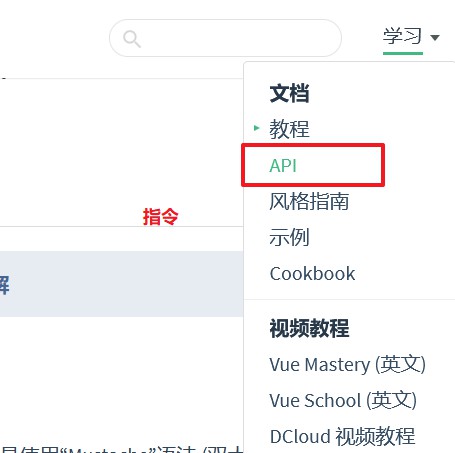 学习
文档
教程
API
风格指南
指令
示例
解
Cookbook
视频教程
Vue Mastery (英文)
Vue School (英文)
DCloud 视频教程
是使用“Mustache”语法 (双大